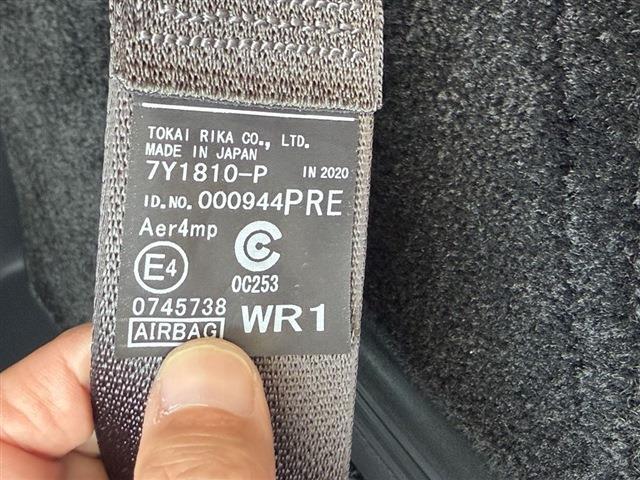 TOKAI RIKA CO., LTD.
MADE IN JAPAN
7Y1810-P IN 2020
ID.NO. 000944PRE
Aer4mp
E4
C
0C253
0745738
AIRBAG WR1